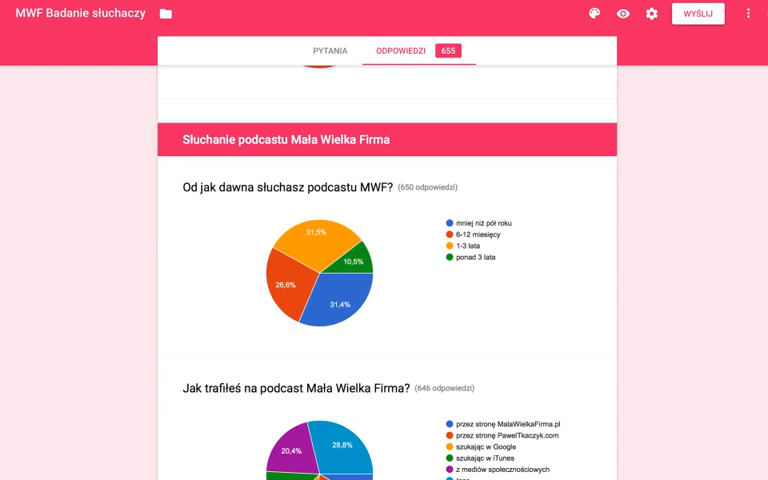 MWF Badanie słuchaczy
WYŚLIJ
PYTANIA
ODPOWIEDZI 655
Słuchanie podcastu Mała Wielka Firma
Od jak dawna słuchasz podcastu MWF? (650 odpowiedzi)
31,5%
10,5%
26,6%
31,4%
mniej niż pół roku
6-12 miesięcy
1-3 lata
ponad 3 lata
Jak trafiłeś na podcast Mała Wielka Firma? (646 odpowiedzi)
28,8%
20,4%
przez stronę MalaWielkaFirma.pl
przez stronę PawelTkaczyk.com
szukając w Google
szukając w iTunes
z mediów społecznościowych